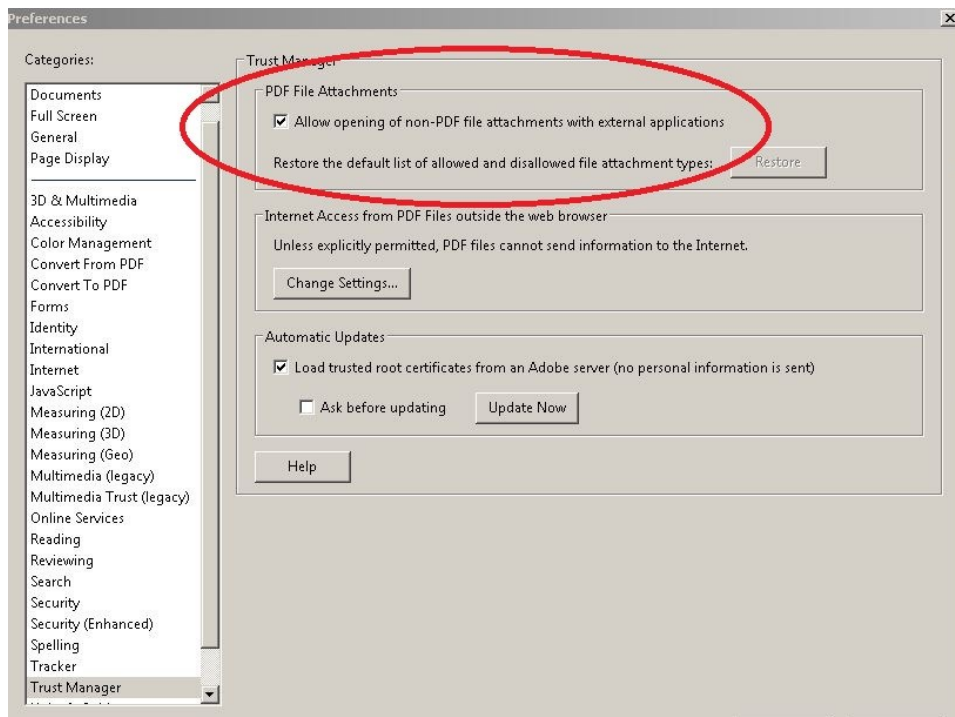 Preferences
Categories:
Documents
Full Screen
General
Page Display
3D & Multimedia
Accessibility
Color Management
Convert From PDF
Convert To PDF
Forms
Identity
International
Internet
JavaScript
Measuring (2D)
Measuring (3D)
Measuring (Geo)
Multimedia (legacy)
Multimedia Trust (legacy)
Online Services
Reading
Reviewing
Search
Security
Security (Enhanced)
Spelling
Tracker
Trust Manager
Trust Manager
PDF File Attachments
Allow opening of non-PDF file attachments with external applications
Restore the default list of allowed and disallowed file attachment types: Restore
Internet Access from PDF Files outside the web browser
Unless explicitly permitted, PDF files cannot send information to the Internet.
Change Settings...
Automatic Updates
Load trusted root certificates from an Adobe server (no personal information is sent)
Ask before updating Update Now
Help